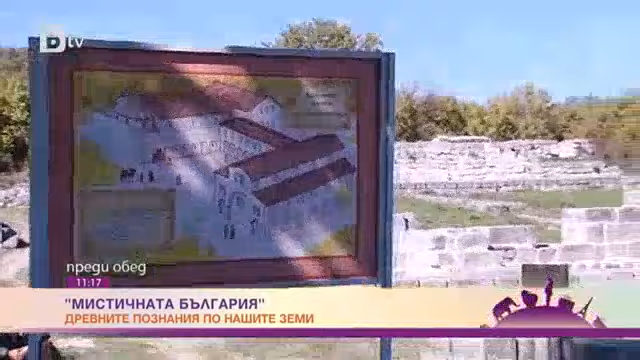 btv
преди обед
11:17
"МИСТИЧНАТА БЪЛГАРИЯ"
ДРЕВНИТЕ ПОЗНАНИЯ ПО НАШИТЕ ЗЕМИ